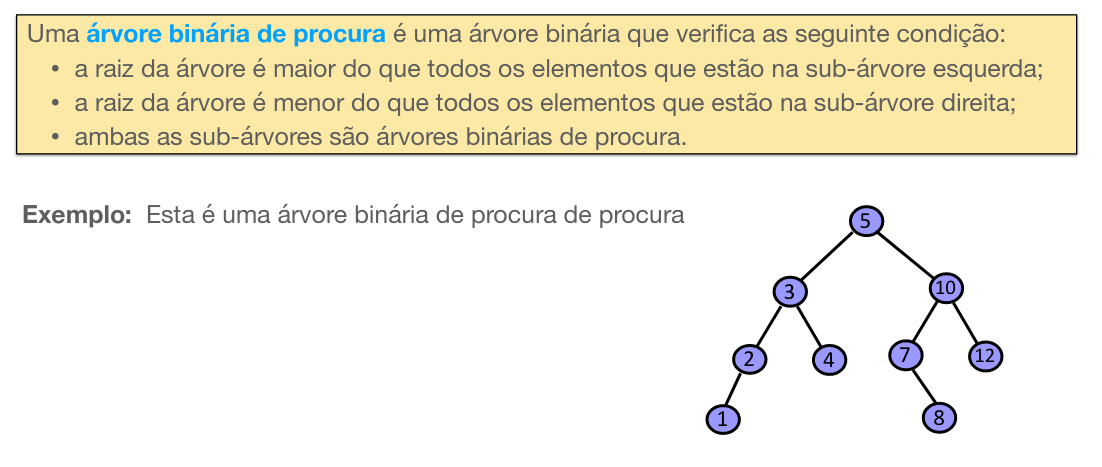 Uma árvore binária de procura é uma árvore binária que verifica as seguinte condição:
• a raiz da árvore é maior do que todos os elementos que estão na sub-árvore esquerda;
• a raiz da árvore é menor do que todos os elementos que estão na sub-árvore direita;
• ambas as sub-árvores são árvores binárias de procura.
Exemplo: Esta é uma árvore binária de procura de procura
5
3 10
2 4 7 12
1 8